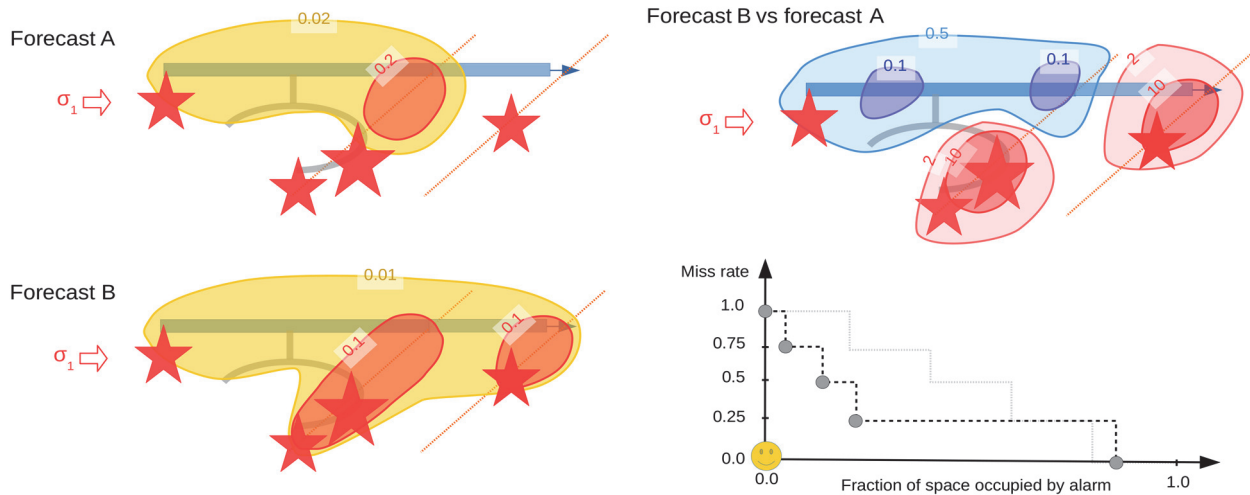 Forecast A
0.02
0.2
σ1
Forecast B
0.01
0.1
0.1
σ1
Forecast B vs forecast A
0.5
0.1
0.1
2
10
2
10
σ1
Miss rate
1.0
0.75
0.5
0.25
0.0
0.0
Fraction of space occupied by alarm
1.0